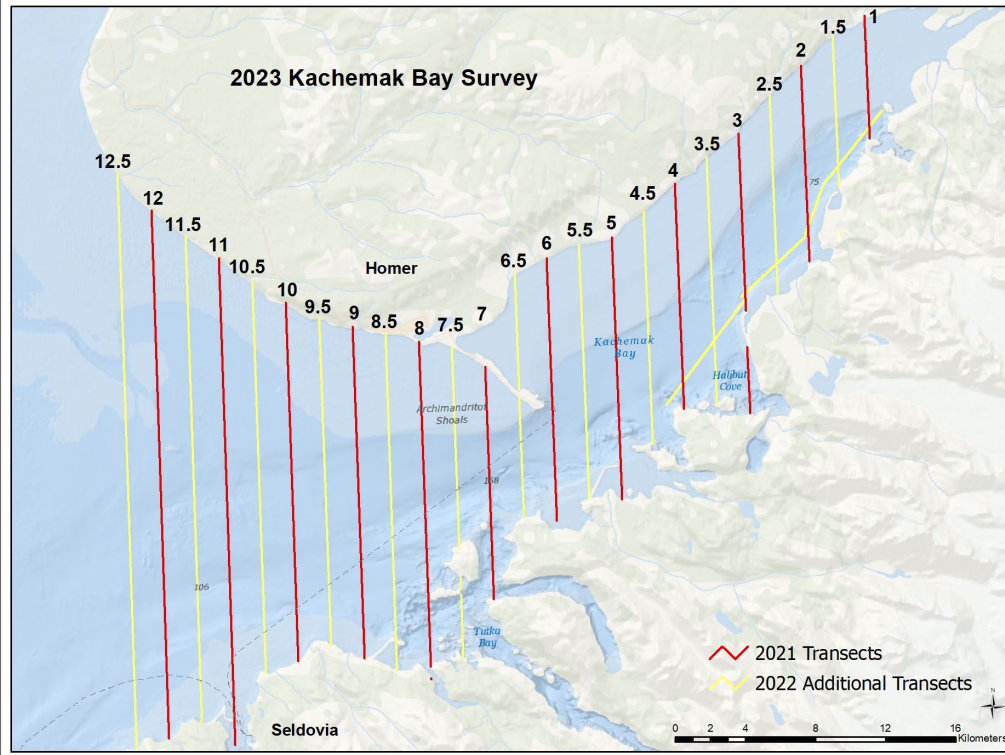 1
1.5
2
2023 Kachemak Bay Survey
2.5
3
3.5
12.5
4
75
4.5
12
11.5
5.5
5
11
6
6.5
10.5
Homer
10
9.5
9
8.5
8
7.5
7
Kachemak
Bay
Halibut
Cove
Archimandritof
Shoals
168
106
Tutka
Bay
2021 Transects
2022 Additional Transects
N
Seldovia
0 2 4 8 12 16
Kilometers